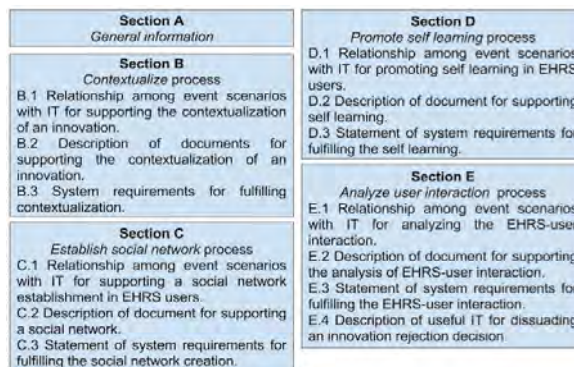 Section A
General information
Section B
Contextualize process
B.1 Relationship among event scenarios
with IT for supporting the contextualization
of an innovation.
B.2 Description of documents for
supporting the contextualization of an
innovation.
B.3 System requirements for fulfilling
contextualization.
Section C
Establish social network process
C.1 Relationship among event scenarios
with IT for supporting a social network
establishment in EHRS users.
C.2 Description of document for supporting
a social network.
C.3 Statement of system requirements for
fulfilling the social network creation.
Section D
Promote self learning process
D.1 Relationship among event scenarios
with IT for promoting self learning in EHRS
users.
D.2 Description of document for supporting
self learning.
D.3 Statement of system requirements for
fulfilling the self learning.
Section E
Analyze user interaction process
E.1 Relationship among event scenarios
with IT for analyzing the EHRS-user
interaction.
E.2 Description of document for supporting
the analysis of EHRS-user interaction.
E.3 Statement of system requirements for
fulfilling the EHRS-user interaction.
E.4 Description of useful IT for dissuading
an innovation rejection decision